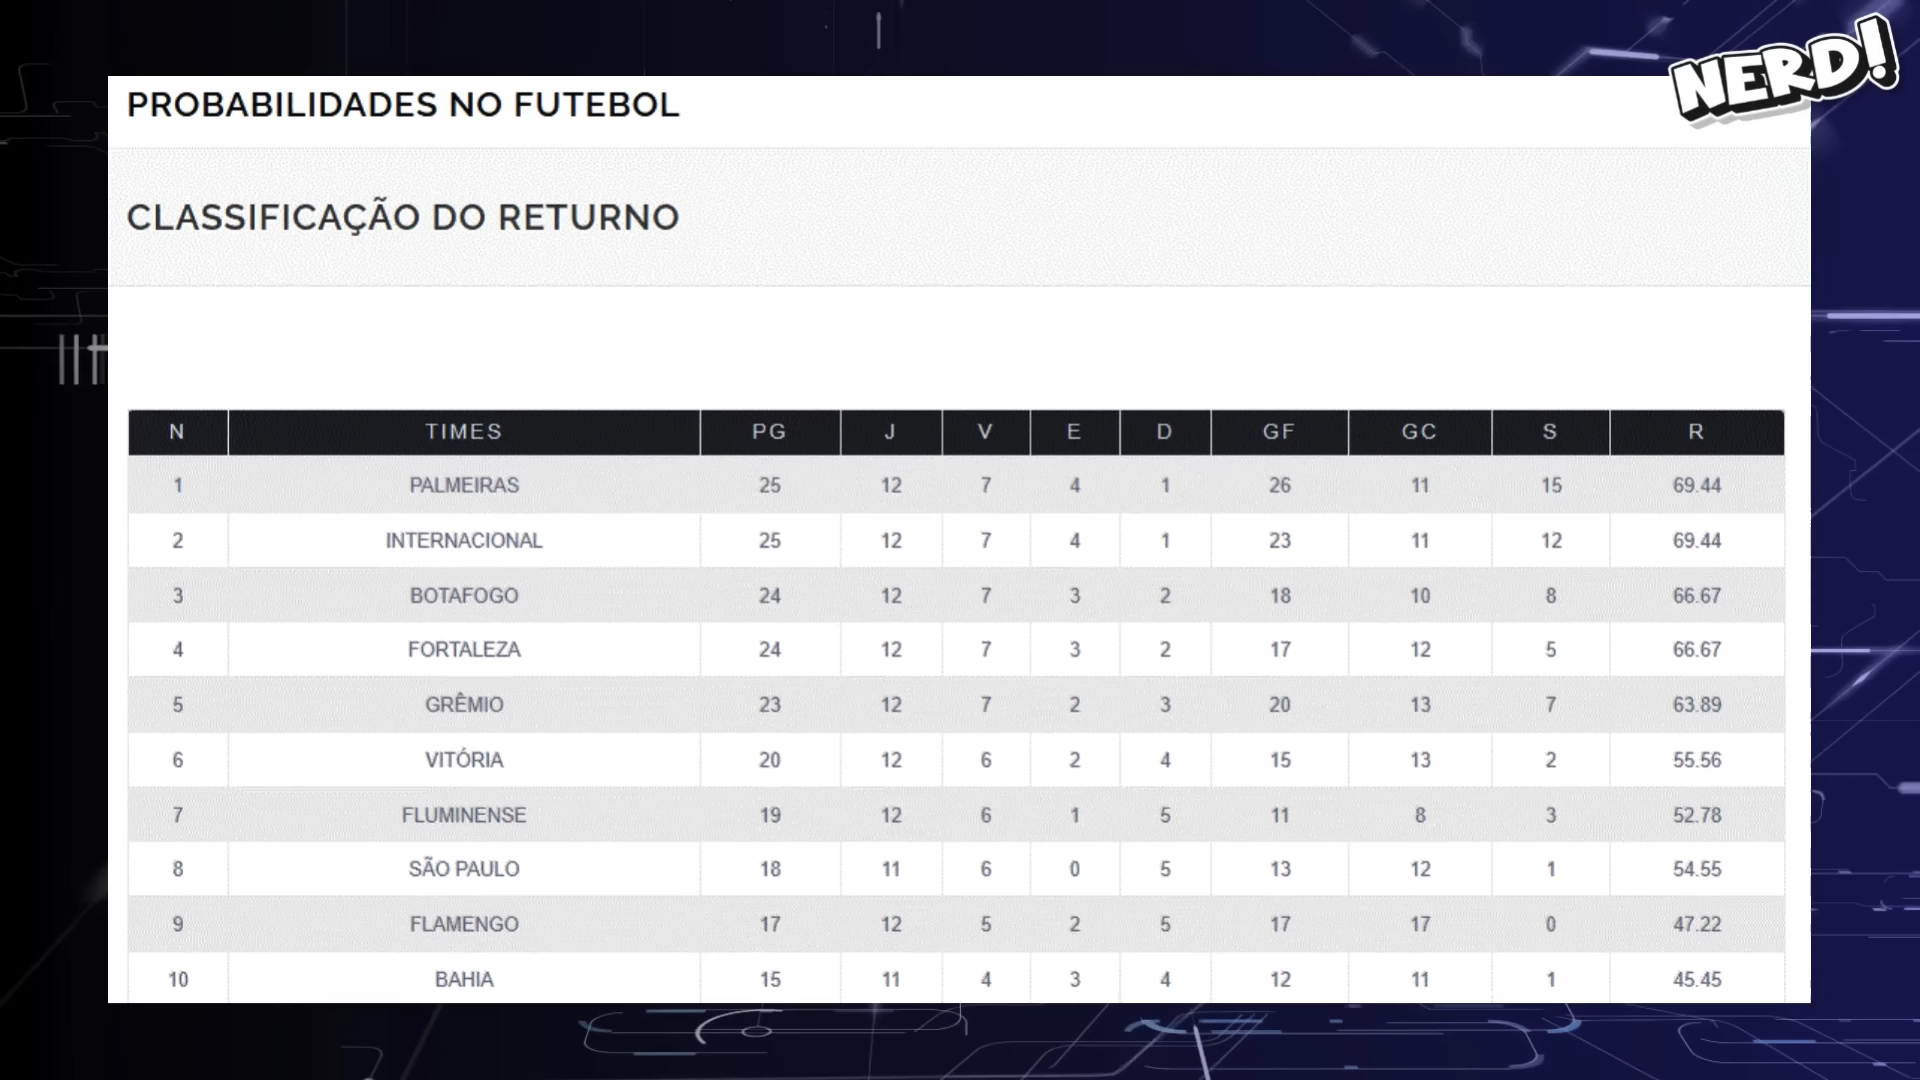 NERD!
PROBABILIDADES NO FUTEBOL
CLASSIFICAÇÃO DO RETURNO
N TIMES PG J V E D GF GC S R
1 PALMEIRAS 25 12 7 4 1 26 11 15 69.44
2 INTERNACIONAL 25 12 7 4 1 23 11 12 69.44
3 BOTAFOGO 24 12 7 3 2 18 10 8 66.67
4 FORTALEZA 24 12 7 3 2 17 12 5 66.67
5 GRÊMIO 23 12 7 2 3 20 13 7 63.89
6 VITÓRIA 20 12 6 2 4 15 13 2 55.56
7 FLUMINENSE 19 12 6 1 5 11 8 3 52.78
8 SÃO PAULO 18 11 6 0 5 13 12 1 54.55
9 FLAMENGO 17 12 5 2 5 17 17 0 47.22
10 BAHIA 15 11 4 3 4 12 11 1 45.45